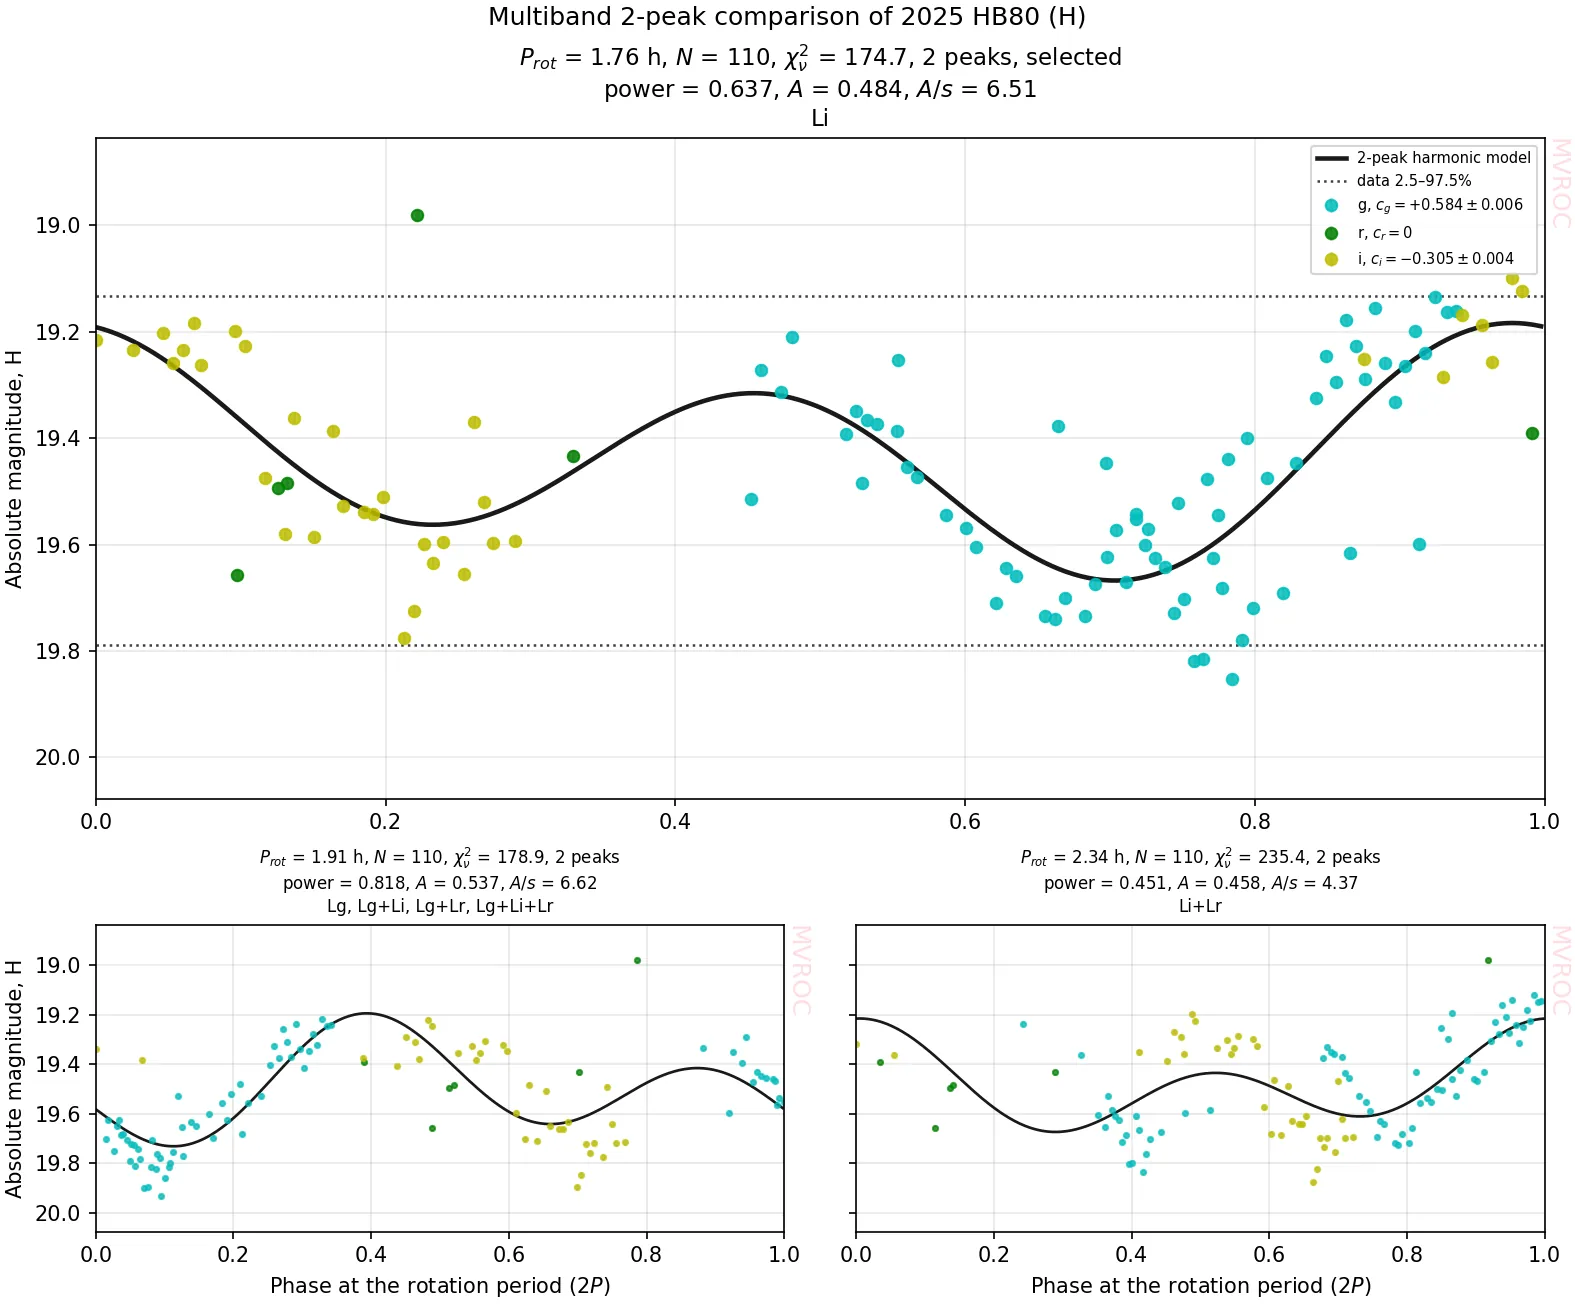 Multiband 2-peak comparison of 2025 HB80 (H)
P_rot = 1.76 h, N = 110, χ²_ν = 174.7, 2 peaks, selected
power = 0.637, A = 0.484, A/s = 6.51
Li
2-peak harmonic model
data 2.5–97.5%
g, c_g = +0.584 ± 0.006
r, c_r = 0
i, c_i = −0.305 ± 0.004
MVROC
Absolute magnitude, H
19.0
19.2
19.4
19.6
19.8
20.0
0.0 0.2 0.4 0.6 0.8 1.0
P_rot = 1.91 h, N = 110, χ²_ν = 178.9, 2 peaks
power = 0.818, A = 0.537, A/s = 6.62
Lg, Lg+Li, Lg+Lr, Lg+Li+Lr
MVROC
Absolute magnitude, H
19.0
19.2
19.4
19.6
19.8
20.0
0.0 0.2 0.4 0.6 0.8 1.0
Phase at the rotation period (2P)
P_rot = 2.34 h, N = 110, χ²_ν = 235.4, 2 peaks
power = 0.451, A = 0.458, A/s = 4.37
Li+Lr
MVROC
0.0 0.2 0.4 0.6 0.8 1.0
Phase at the rotation period (2P)